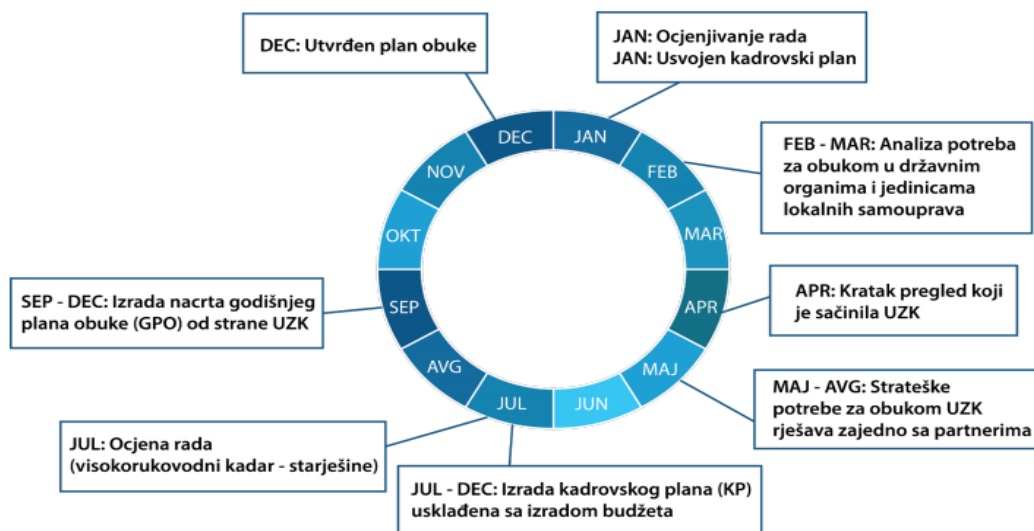 DEC: Utvrđen plan obuke
JAN: Ocjenjivanje rada
JAN: Usvojen kadrovski plan
FEB - MAR: Analiza potreba
za obukom u državnim
organima i jedinicama
lokalnih samouprava
APR: Kratak pregled koji
je sačinila UZK
MAJ - AVG: Strateške
potrebe za obukom UZK
rješava zajedno sa partnerima
JUL - DEC: Izrada kadrovskog plana (KP)
usklađena sa izradom budžeta
JUL: Ocjena rada
(visokorukovodni kadar - starješine)
SEP - DEC: Izrada nacrta godišnjeg
plana obuke (GPO) od strane UZK
JAN
FEB
MAR
APR
MAJ
JUN
JUL
AVG
SEP
OKT
NOV
DEC